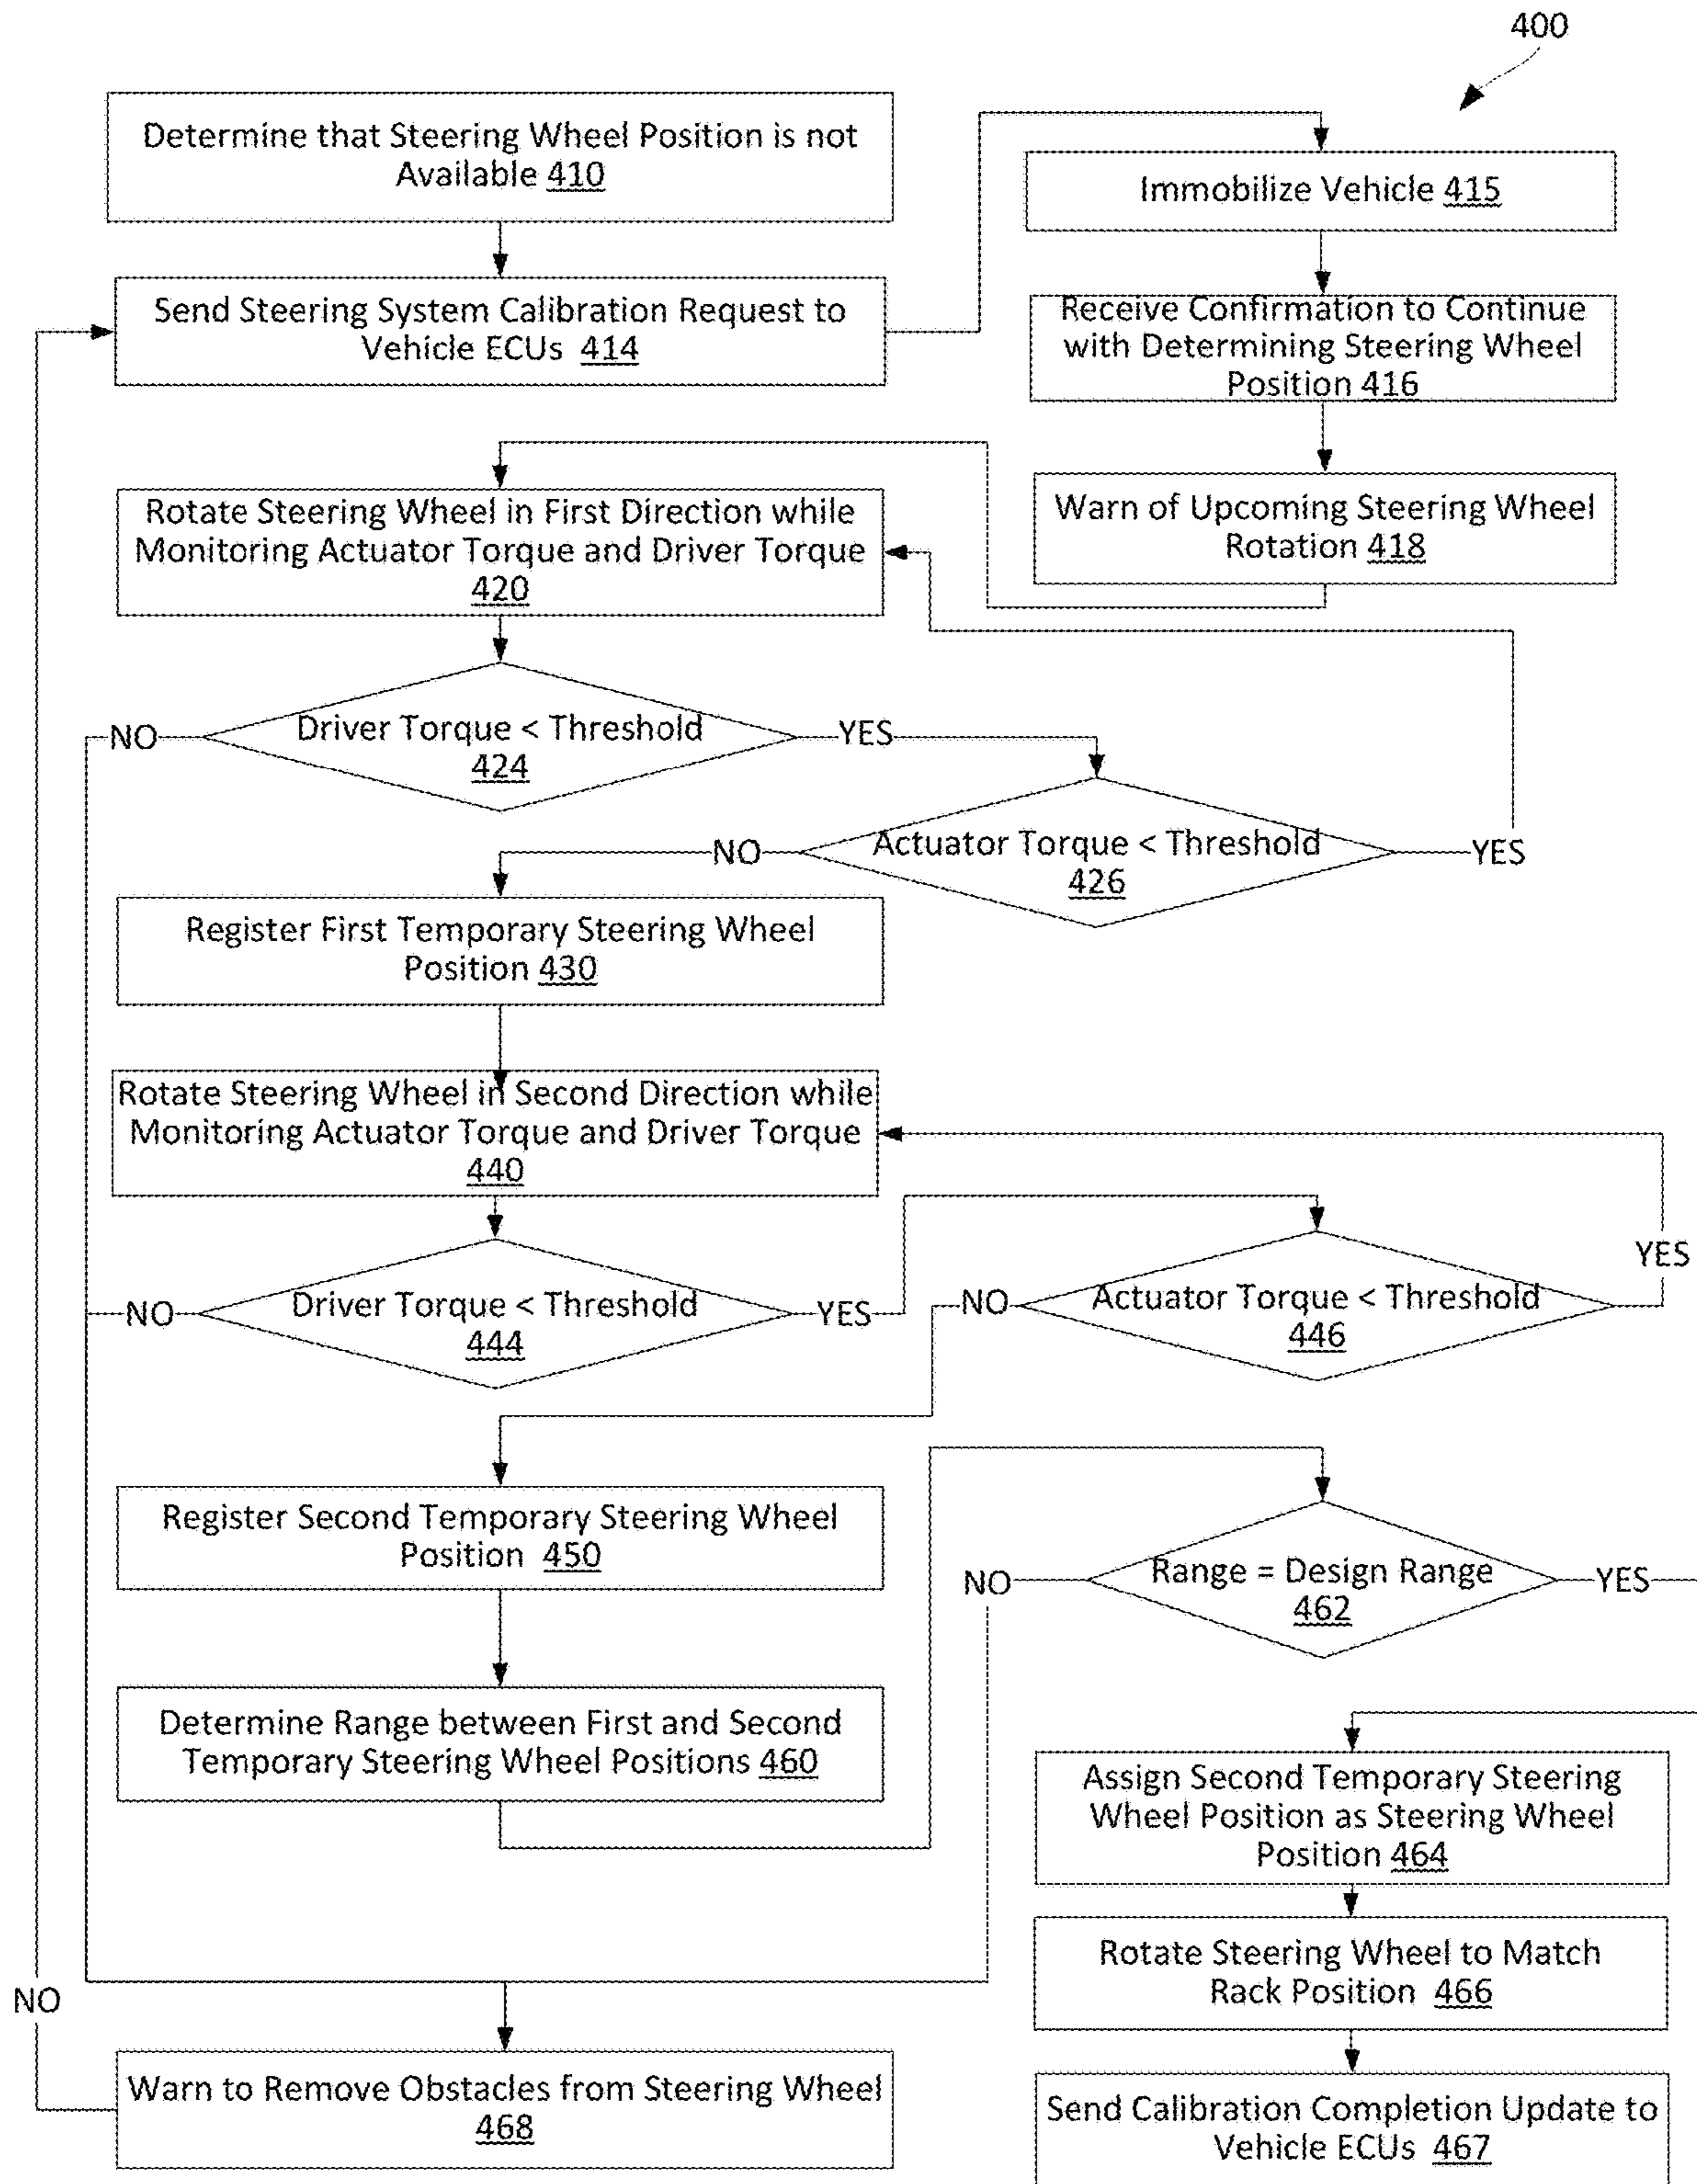 400
Determine that Steering Wheel Position is not
Available 410
Immobilize Vehicle 415
Send Steering System Calibration Request to
Vehicle ECUs 414
Receive Confirmation to Continue
with Determining Steering Wheel
Position 416
Warn of Upcoming Steering Wheel
Rotation 418
Rotate Steering Wheel in First Direction while
Monitoring Actuator Torque and Driver Torque
420
NO
Driver Torque < Threshold
424
YES
NO
Actuator Torque < Threshold
426
YES
Register First Temporary Steering Wheel
Position 430
Rotate Steering Wheel in Second Direction while
Monitoring Actuator Torque and Driver Torque
440
YES
NO
Driver Torque < Threshold
444
YES
NO
Actuator Torque < Threshold
446
Register Second Temporary Steering Wheel
Position 450
NO
Range = Design Range
462
YES
Determine Range between First and Second
Temporary Steering Wheel Positions 460
Assign Second Temporary Steering
Wheel Position as Steering Wheel
Position 464
Rotate Steering Wheel to Match
Rack Position 466
NO
Warn to Remove Obstacles from Steering Wheel
468
Send Calibration Completion Update to
Vehicle ECUs 467